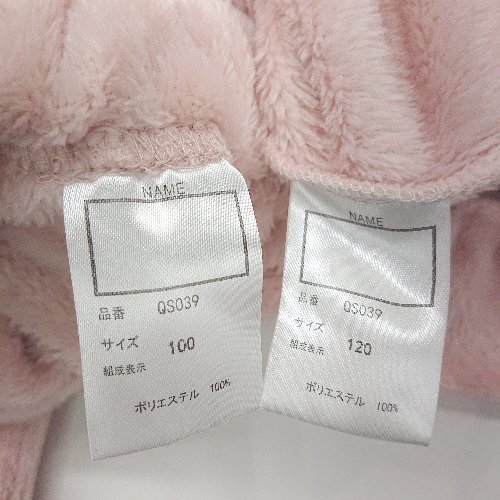 NAME
品番 QS039
サイズ 100
組成表示
ポリエステル 100%
NAME
品番 QS039
サイズ 120
組成表示
ポリエステル 100%